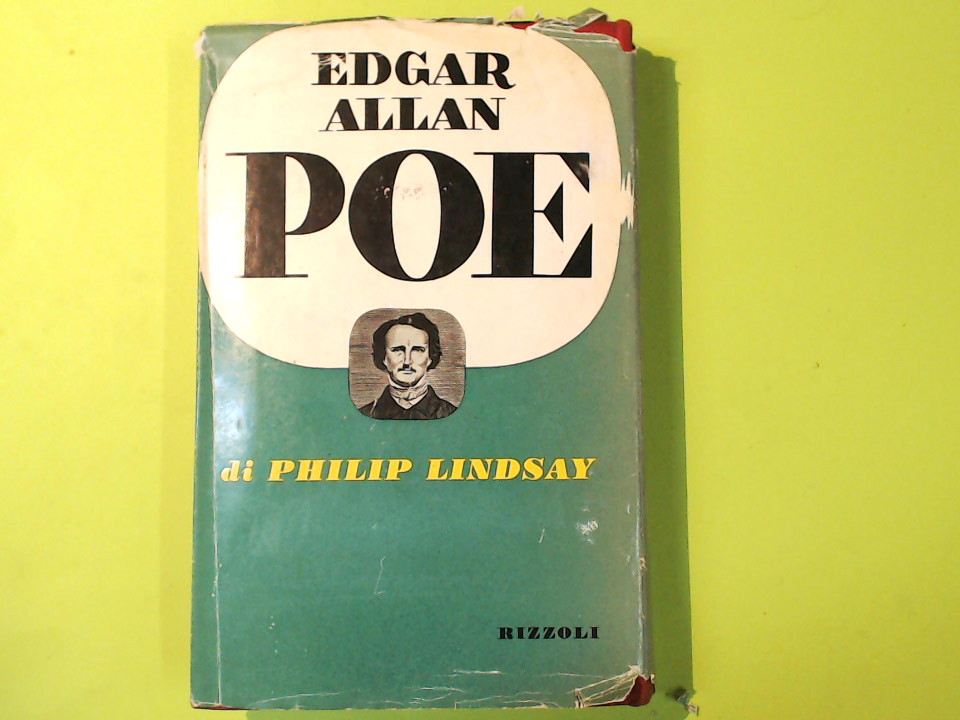 EDGAR
ALLAN
POE
di PHILIP LINDSAY
RIZZOLI